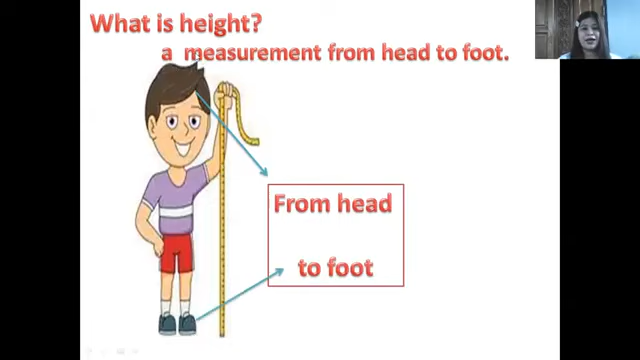 What is height?
a measurement from head to foot.
From head
to foot